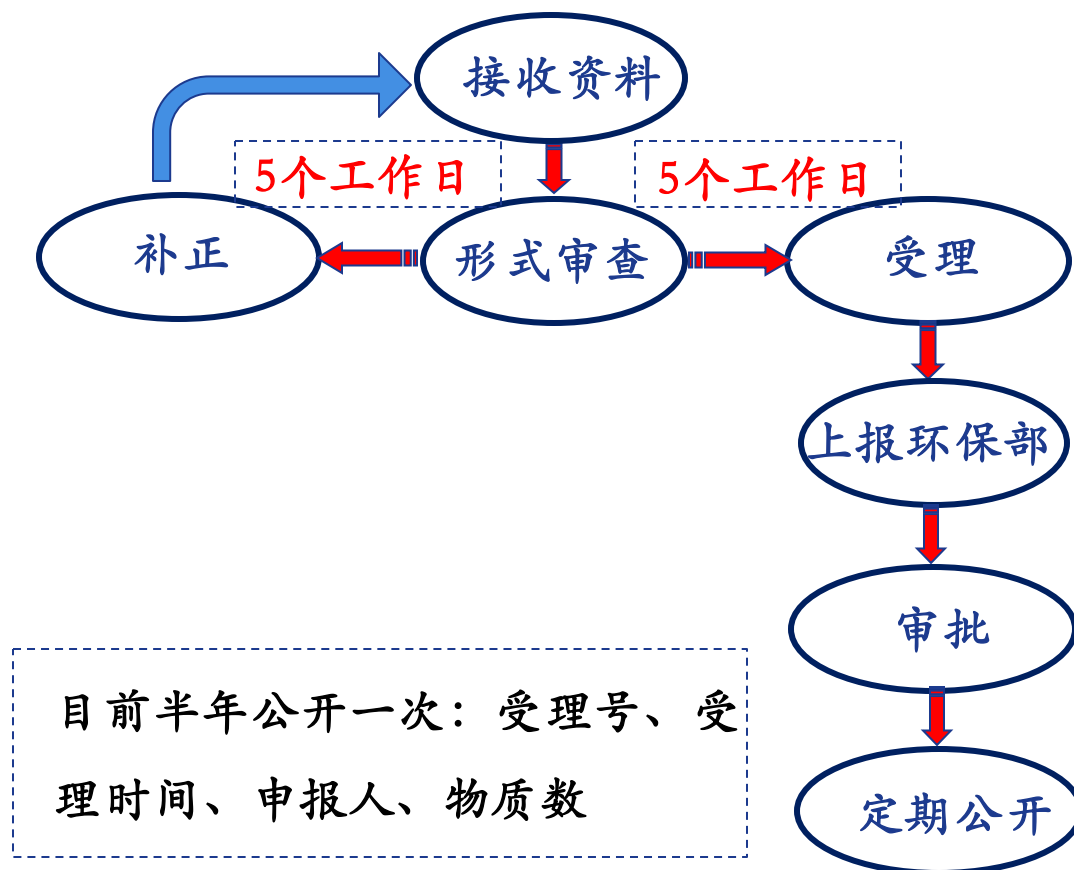 接收资料
5个工作日
5个工作日
补正
形式审查
受理
上报环保部
审批
目前半年公开一次：受理号、受
理时间、申报人、物质数
定期公开